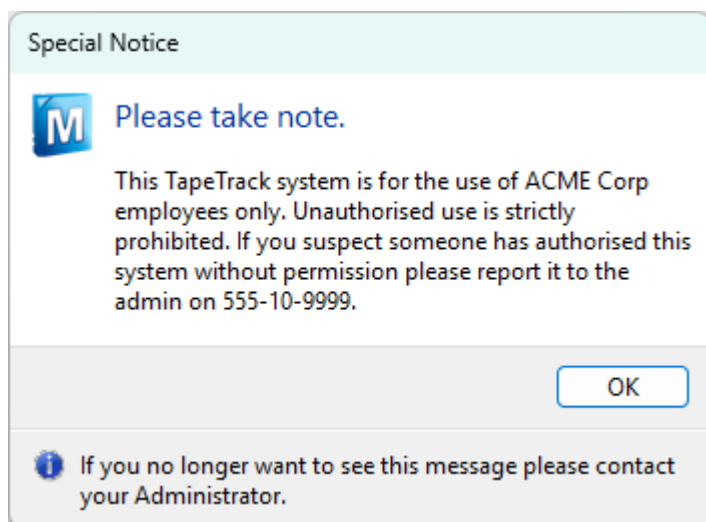 Special Notice
M
Please take note.
This TapeTrack system is for the use of ACME Corp
employees only. Unauthorised use is strictly
prohibited. If you suspect someone has authorised this
system without permission please report it to the
admin on 555-10-9999.
OK
If you no longer want to see this message please contact
your Administrator.